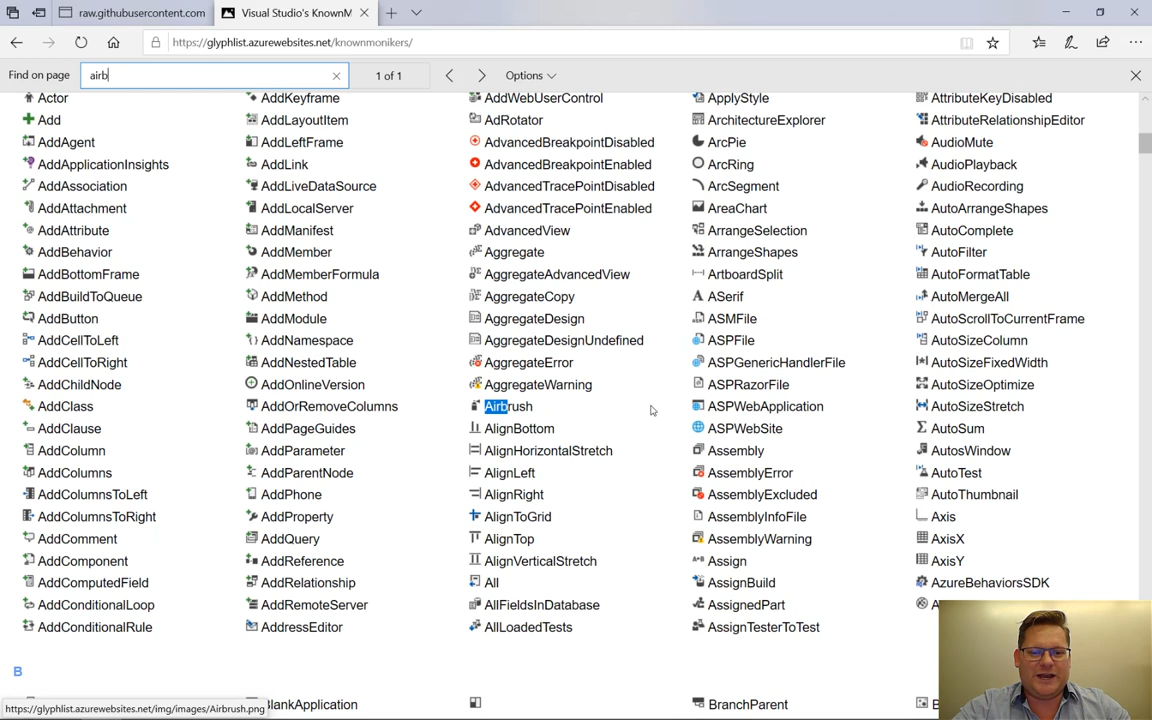 raw.githubusercontent.com
Visual Studio's KnownM
https://glyphlist.azurewebsites.net/knownmonikers/
Find on page
airb
1 of 1
Options
Actor
Add
AddAgent
AddApplicationInsights
AddAssociation
AddAttachment
AddAttribute
AddBehavior
AddBottomFrame
AddBuildToQueue
AddButton
AddCellToLeft
AddCellToRight
AddChildNode
AddClass
AddClause
AddColumn
AddColumns
AddColumnsToLeft
AddColumnsToRight
AddComment
AddComponent
AddComputedField
AddConditionalLoop
AddConditionalRule
AddKeyframe
AddLayoutItem
AddLeftFrame
AddLink
AddLiveDataSource
AddLocalServer
AddManifest
AddMember
AddMemberFormula
AddMethod
AddModule
AddNamespace
AddNestedTable
AddOnlineVersion
AddOrRemoveColumns
AddPageGuides
AddParameter
AddParentNode
AddPhone
AddProperty
AddQuery
AddReference
AddRelationship
AddRemoteServer
AddressEditor
AddWebUserControl
AdRotator
AdvancedBreakpointDisabled
AdvancedBreakpointEnabled
AdvancedTracePointDisabled
AdvancedTracePointEnabled
AdvancedView
Aggregate
AggregateAdvancedView
AggregateCopy
AggregateDesign
AggregateDesignUndefined
AggregateError
AggregateWarning
Airbrush
AlignBottom
AlignHorizontalStretch
AlignLeft
AlignRight
AlignToGrid
AlignTop
AlignVerticalStretch
All
AllFieldsInDatabase
AllLoadedTests
ApplyStyle
ArchitectureExplorer
ArcPie
ArcRing
ArcSegment
AreaChart
ArrangeSelection
ArrangeShapes
ArtboardSplit
ASerif
ASMFile
ASPFile
ASPGenericHandlerFile
ASPRazorFile
ASPWebApplication
ASPWebSite
Assembly
AssemblyError
AssemblyExcluded
AssemblyInfoFile
AssemblyWarning
Assign
AssignBuild
AssignedPart
AssignTesterToTest
AttributeKeyDisabled
AttributeRelationshipEditor
AudioMute
AudioPlayback
AudioRecording
AutoArrangeShapes
AutoComplete
AutoFilter
AutoFormatTable
AutoMergeAll
AutoScrollToCurrentFrame
AutoSizeColumn
AutoSizeFixedWidth
AutoSizeOptimize
AutoSizeStretch
AutoSum
AutosWindow
AutoTest
AutoThumbnail
Axis
AxisX
AxisY
AzureBehaviorsSDK
B
BlankApplication
BranchParent
https://glyphlist.azurewebsites.net/img/images/Airbrush.png